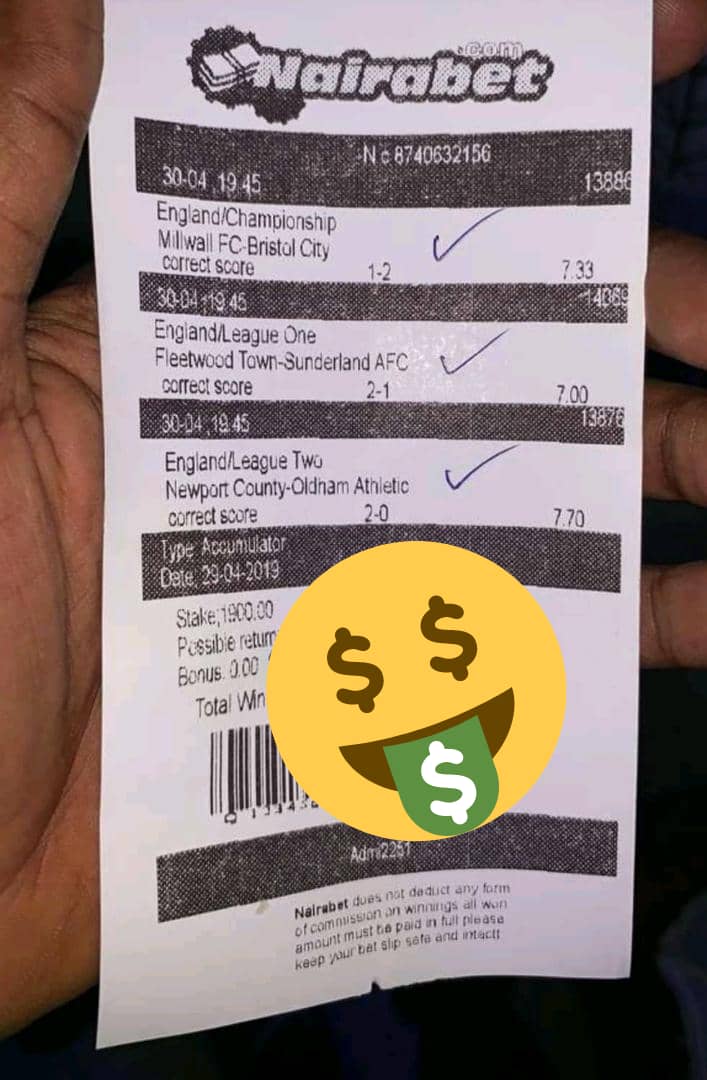 Nairabet.com
N c 8740632156
30-04 ,19 45 13886
England/Championship
Millwall FC-Bristol City
correct score 1-2 7.33
30-04 19 45 14069
England/League One
Fleetwood Town-Sunderland AFC
correct score 2-1 7.00
30-04 ,19.45 13876
England/League Two
Newport County-Oldham Athletic
correct score 2-0 7.70
Type Accumulator
Date. 29-04-2019
Stake;1900.00
Possible return
Bonus. 0.00
Total Win
Adm2251
Nairabet dues not deduct any form
of commission on winnings all won
amount must be paid in full please
keep your bet slip safe and intactt